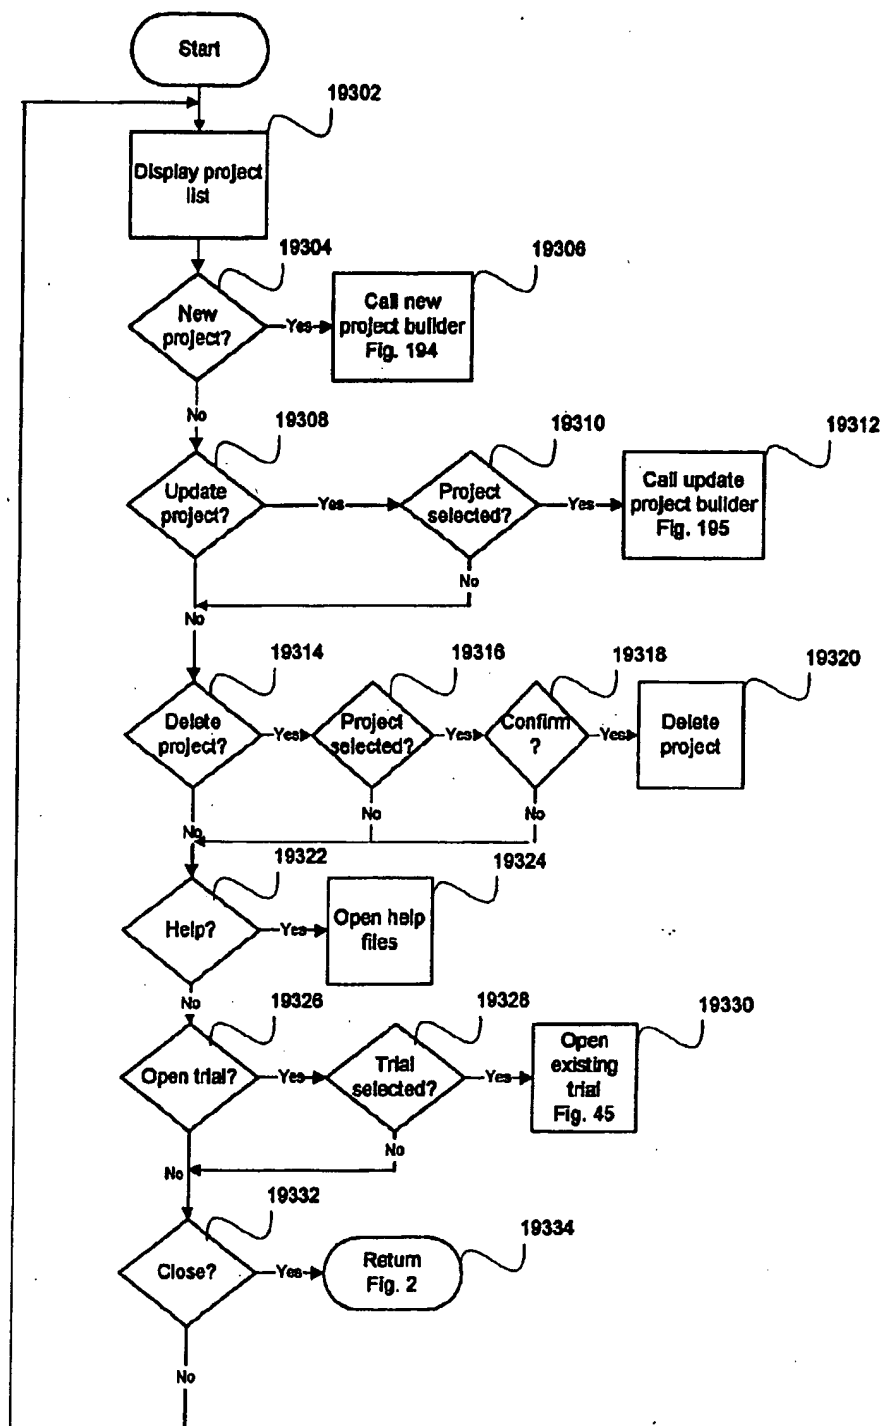 Start
19302
Display project
list
19304
19306
New
project?
Yes
Call new
project builder
Fig. 194
No
19308
19310
19312
Update
project?
Yes
Project
selected?
Yes
Call update
project builder
Fig. 195
No
No
19314
19316
19318
19320
Delete
project?
Yes
Project
selected?
Yes
Confirm
?
Yes
Delete
project
No
No
No
19322
19324
Help?
Yes
Open help
files
No
19326
19328
19330
Open trial?
Yes
Trial
selected?
Yes
Open
existing
trial
Fig. 45
No
No
19332
19334
Close?
Yes
Return
Fig. 2
No